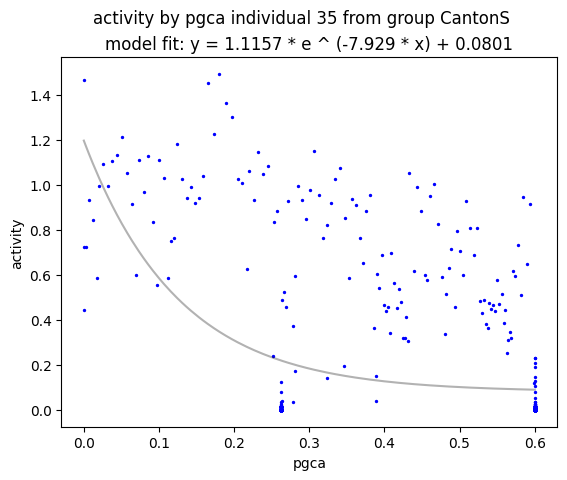 activity by pgca individual 35 from group CantonS
model fit: y = 1.1157 * e ^ (-7.929 * x) + 0.0801
1.4
1.2
1.0
0.8
0.6
0.4
0.2
0.0
activity
0.0 0.1 0.2 0.3 0.4 0.5 0.6
pgca